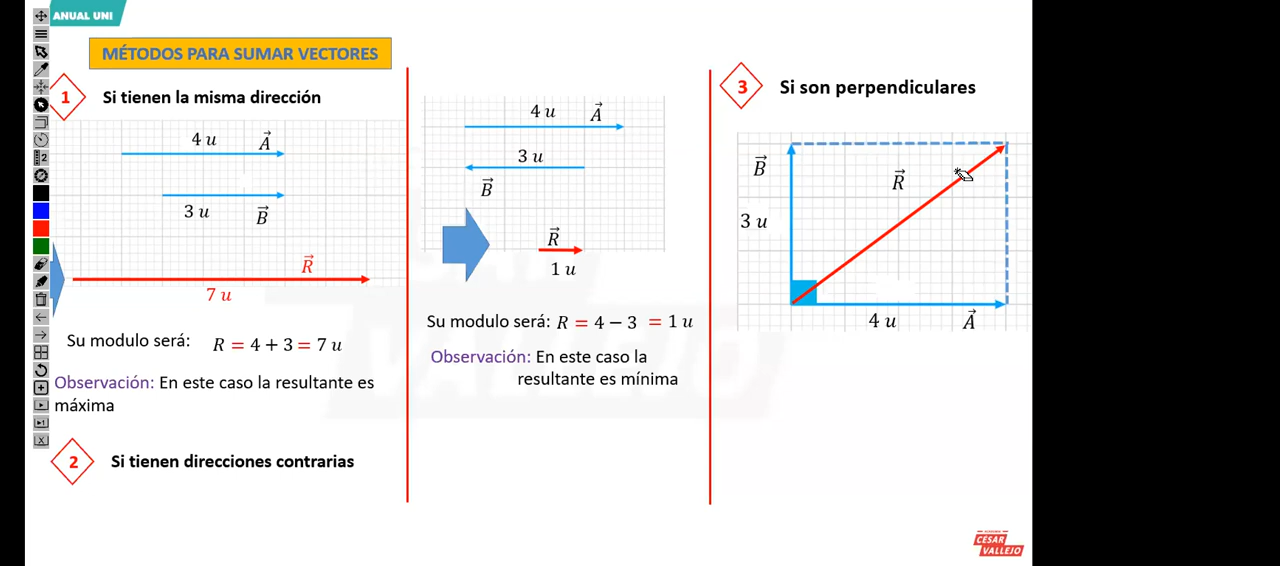 ANUAL UNI
MÉTODOS PARA SUMAR VECTORES
1
Si tienen la misma dirección
4 u
A⃗
3 u
B⃗
R⃗
7 u
Su modulo será: R = 4 + 3 = 7 u
Observación: En este caso la resultante es
máxima
2
Si tienen direcciones contrarias
4 u
A⃗
3 u
B⃗
R⃗
1 u
Su modulo será: R = 4 − 3 = 1 u
Observación: En este caso la
resultante es mínima
3
Si son perpendiculares
B⃗
R⃗
3 u
4 u
A⃗
CÉSAR
VALLEJO